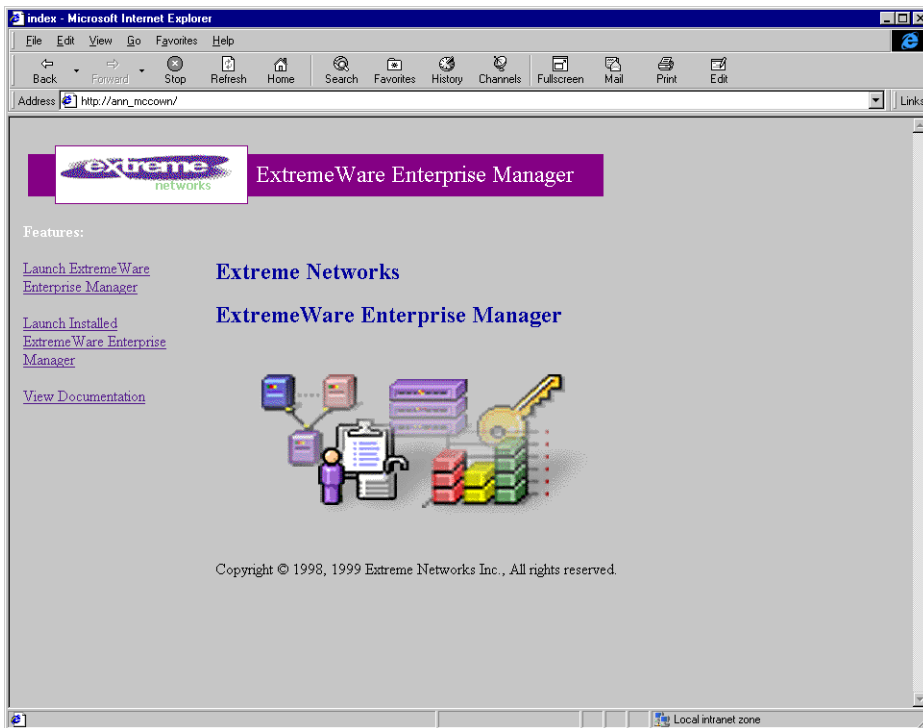 index - Microsoft Internet Explorer
File Edit View Go Favorites Help
Back Forward Stop Refresh Home Search Favorites History Channels Fullscreen Mail Print Edit
Address http://ann_mccown/ Links
extreme
networks
ExtremeWare Enterprise Manager
Features:
Launch ExtremeWare
Enterprise Manager
Launch Installed
ExtremeWare Enterprise
Manager
View Documentation
Extreme Networks
ExtremeWare Enterprise Manager
Copyright © 1998, 1999 Extreme Networks Inc., All rights reserved.
Local intranet zone